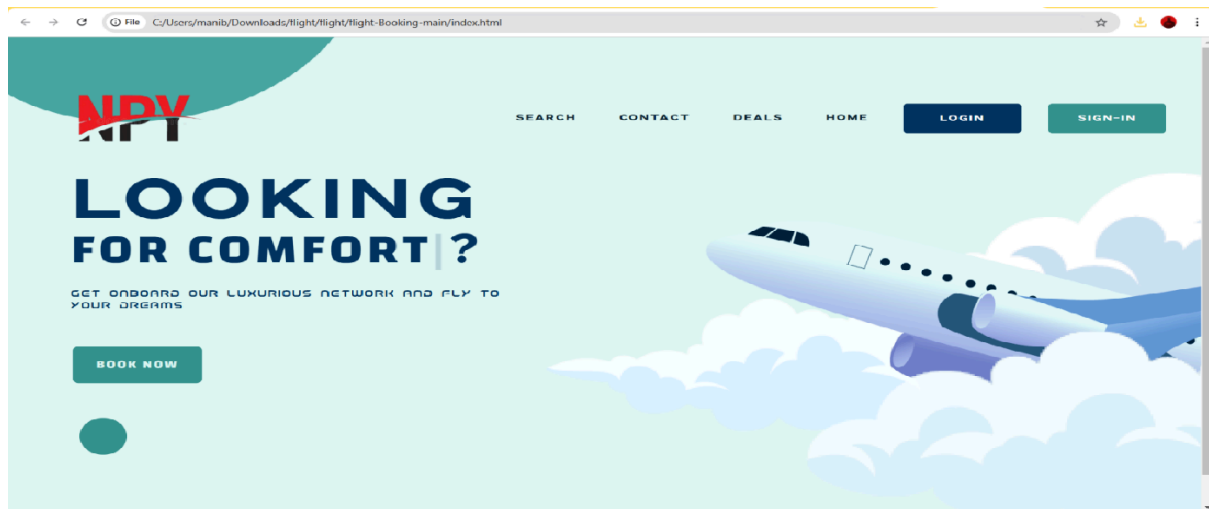 File C:/Users/manib/Downloads/flight/flight/flight-Booking-main/index.html
NPY
SEARCH CONTACT DEALS HOME LOGIN SIGN-IN
LOOKING
FOR COMFORT|?
GET ONBOARD OUR LUXURIOUS NETWORK AND FLY TO
YOUR DREAMS
BOOK NOW